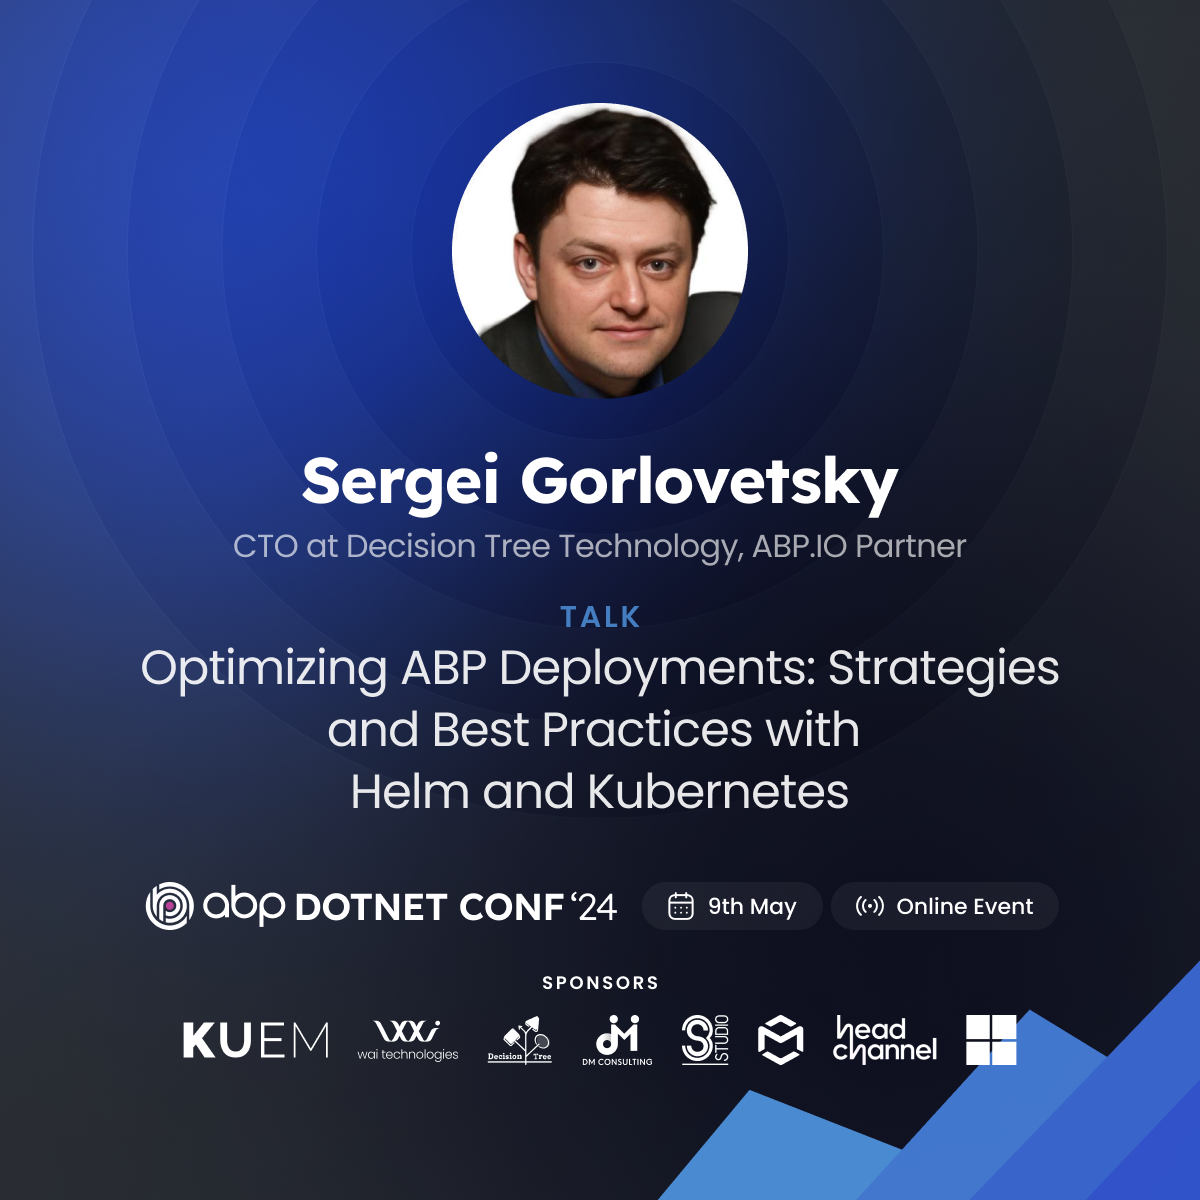 Sergei Gorlovetsky
CTO at Decision Tree Technology, ABP.IO Partner
TALK
Optimizing ABP Deployments: Strategies
and Best Practices with
Helm and Kubernetes
abp DOTNET CONF ‘24
9th May
Online Event
SPONSORS
KUEM
wai technologies
Decision Tree
DM CONSULTING
STUDIO
head
channel